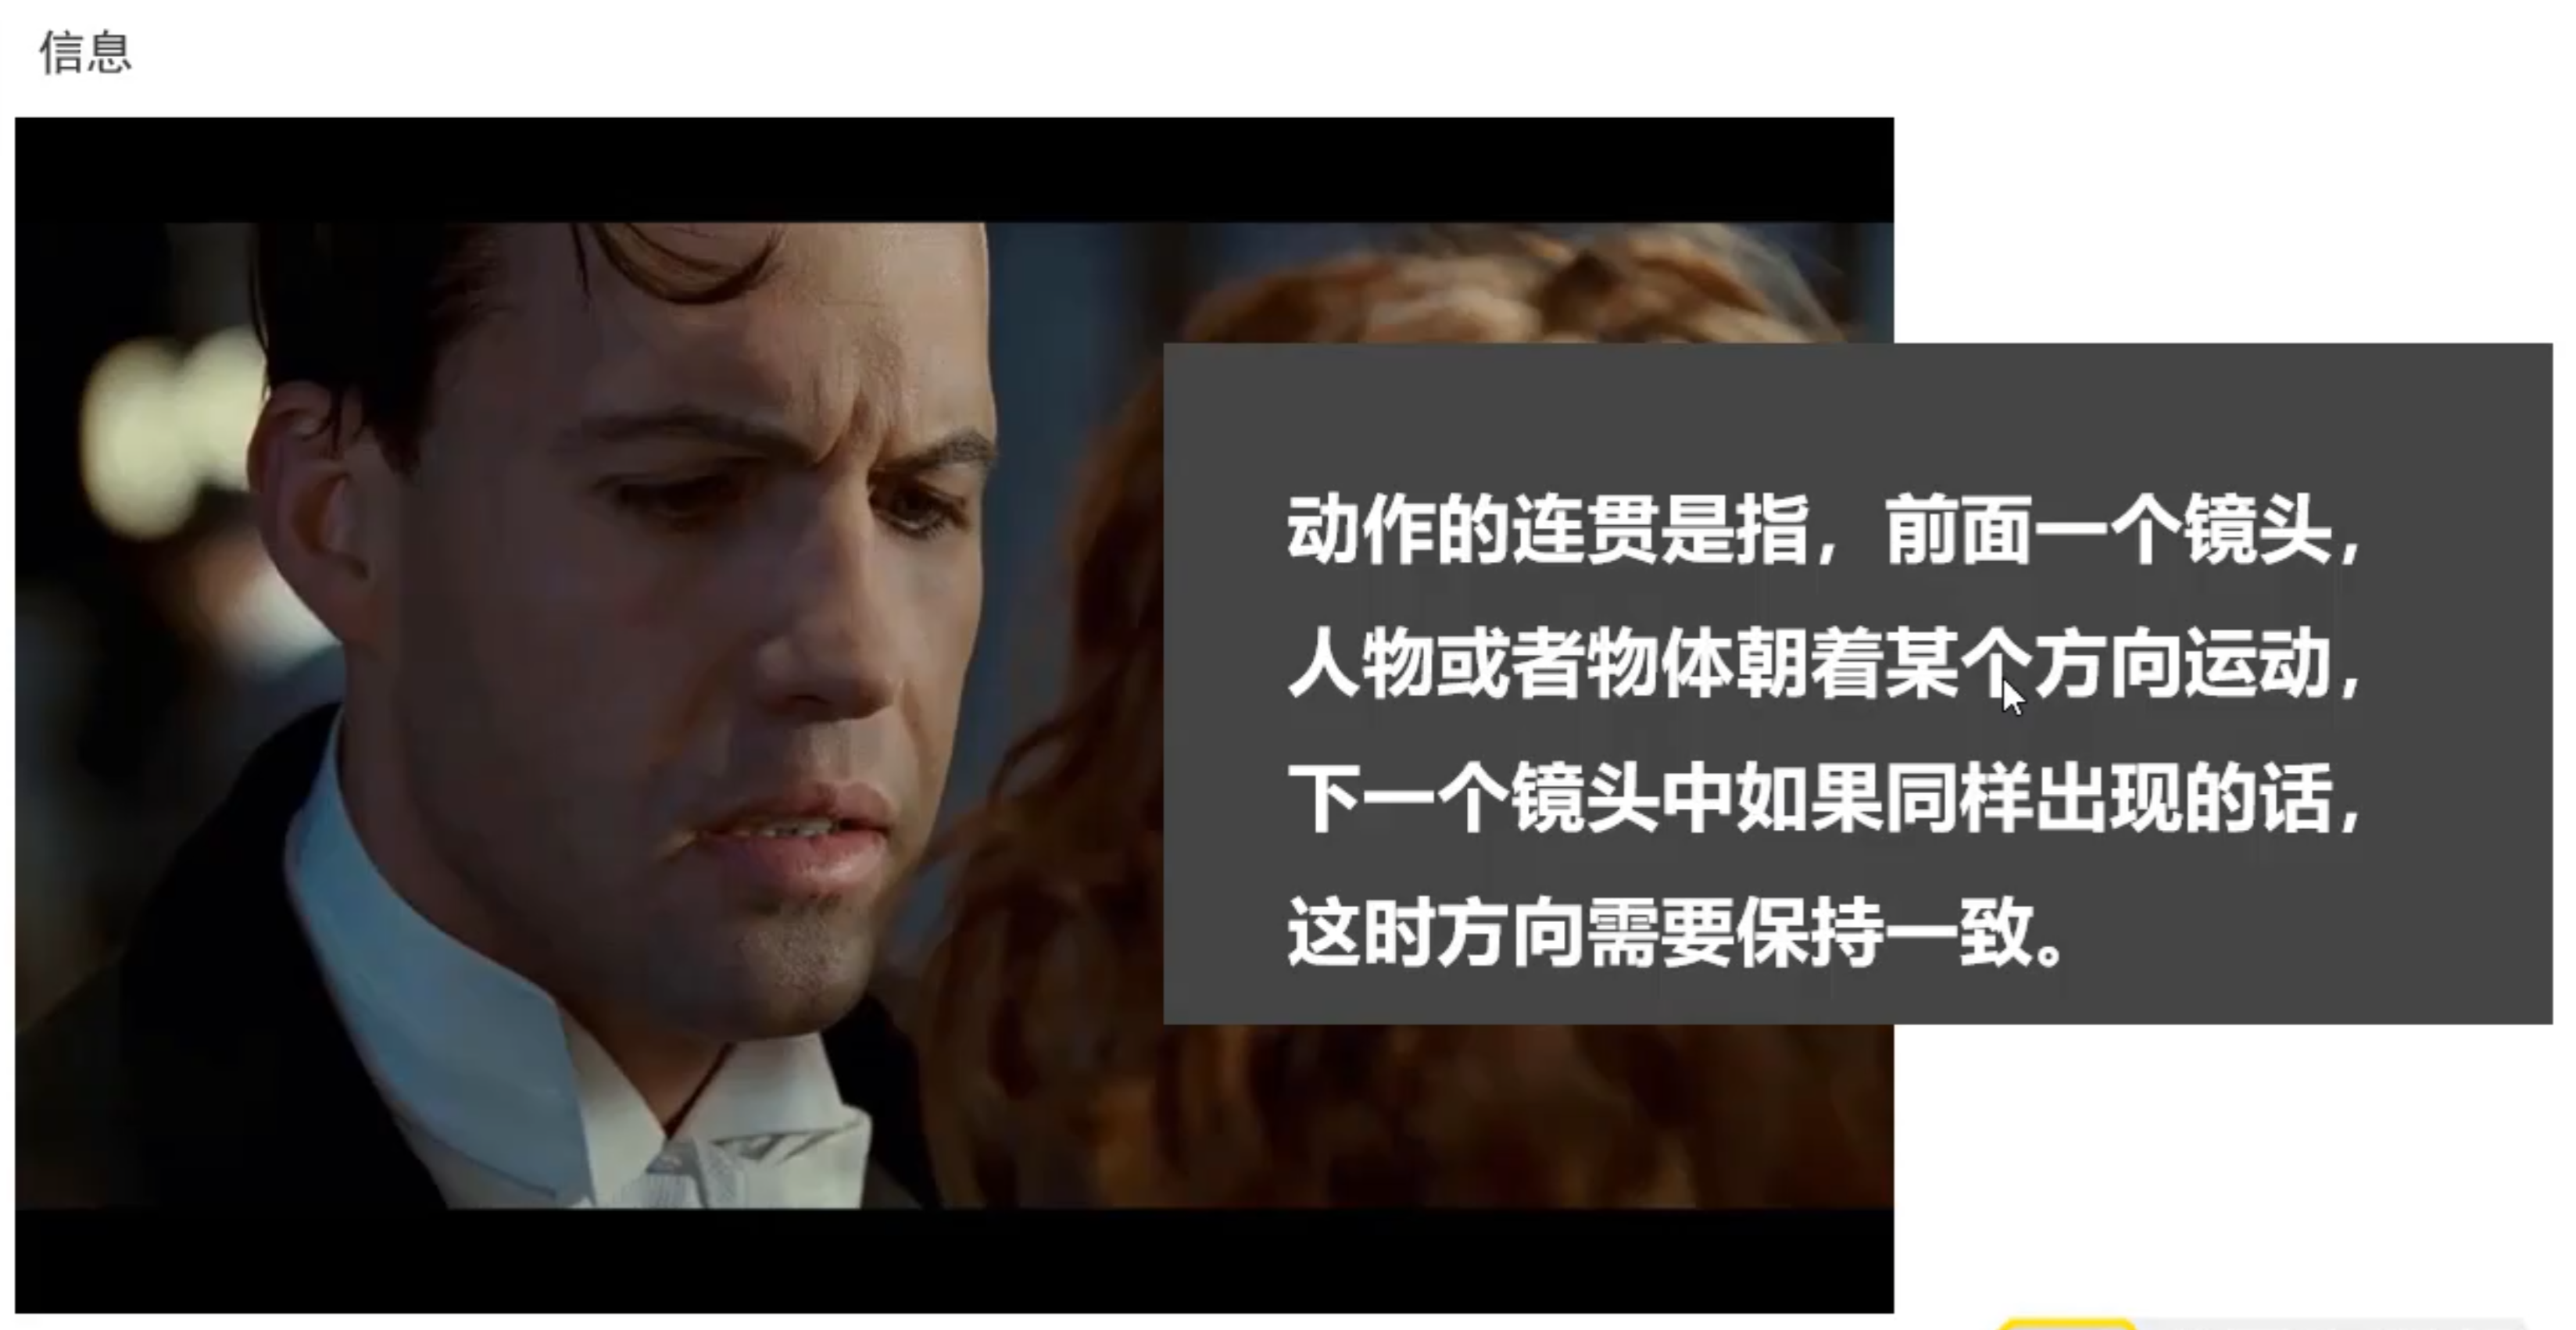 信息
动作的连贯是指，前面一个镜头，
人物或者物体朝着某个方向运动，
下一个镜头中如果同样出现的话，
这时方向需要保持一致。